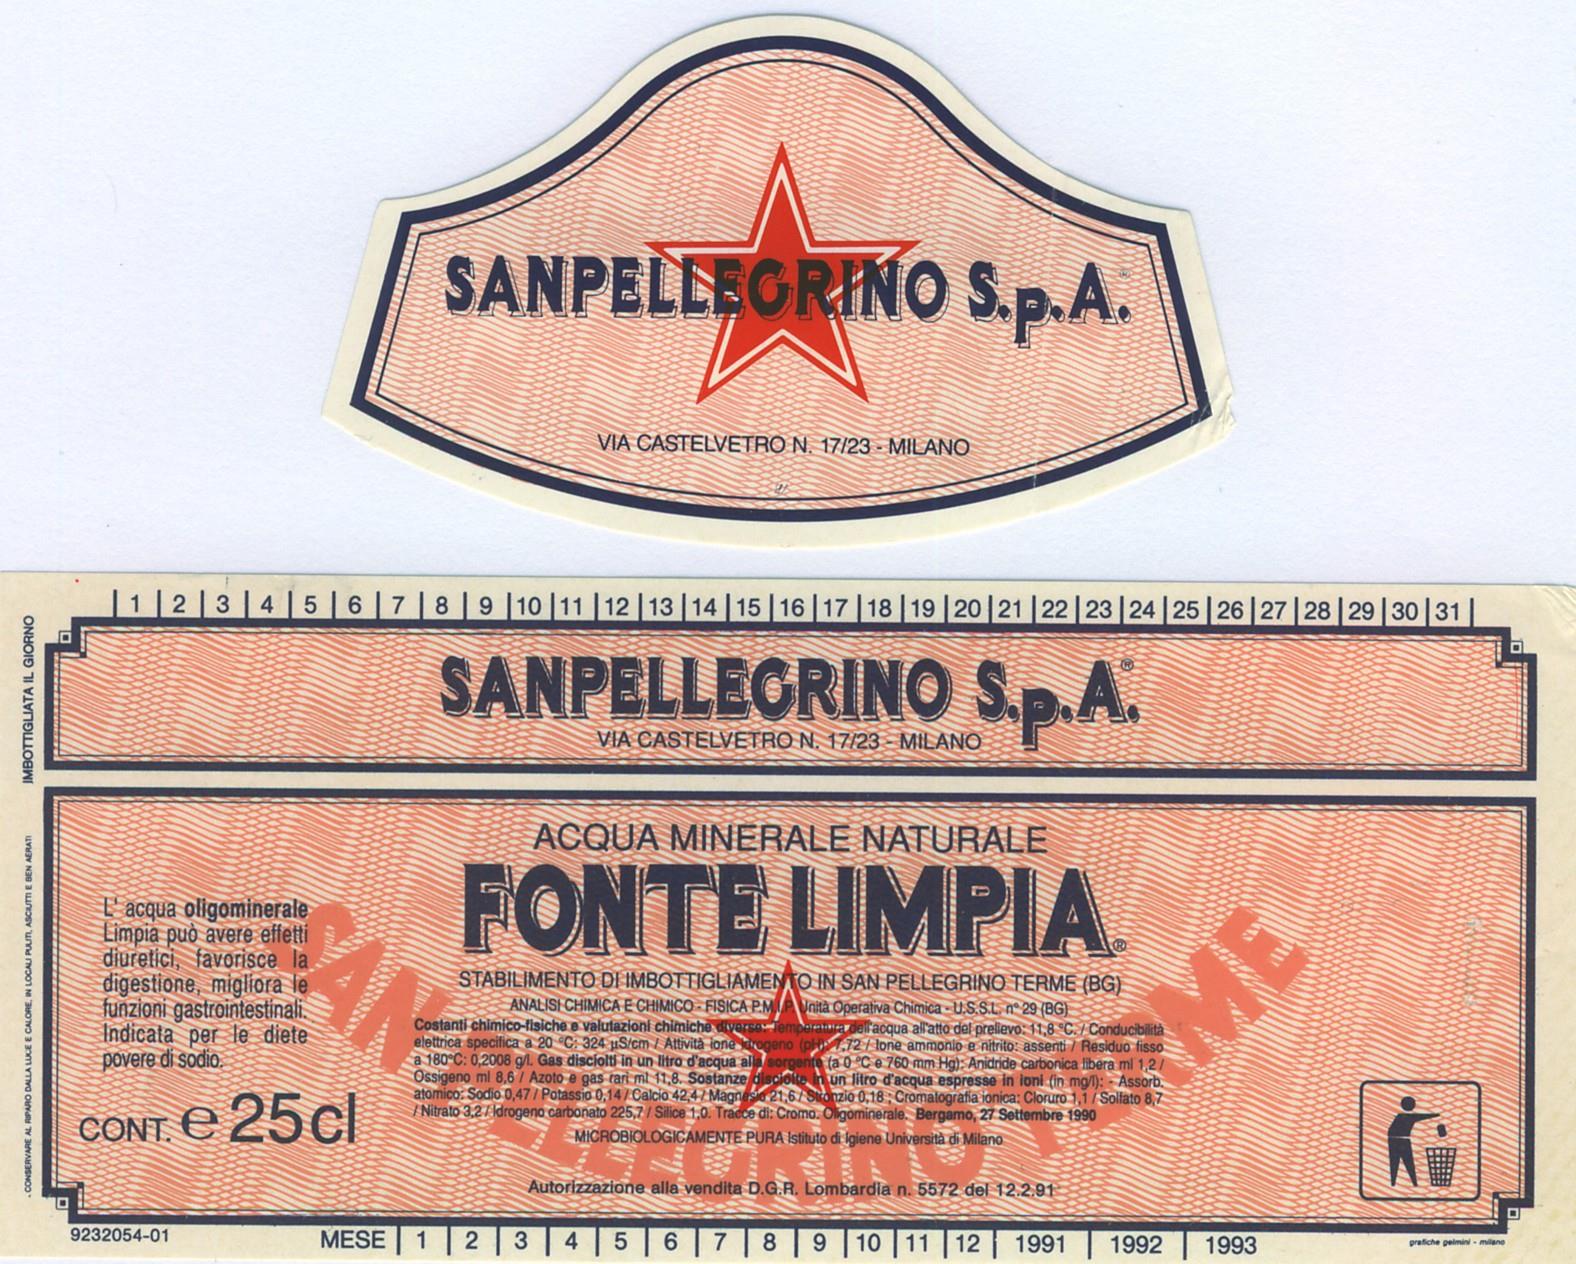 SANPELLEGRINO S.p.A.®
VIA CASTELVETRO N. 17/23 - MILANO
1 | 2 | 3 | 4 | 5 | 6 | 7 | 8 | 9 | 10 | 11 | 12 | 13 | 14 | 15 | 16 | 17 | 18 | 19 | 20 | 21 | 22 | 23 | 24 | 25 | 26 | 27 | 28 | 29 | 30 | 31 |
IMBOTTIGLIATA IL GIORNO
SANPELLEGRINO S.p.A.®
VIA CASTELVETRO N. 17/23 - MILANO
- CONSERVARE AL RIPARO DALLA LUCE E CALORE, IN LOCALI PULITI, ASCIUTTI E BEN AERATI
ACQUA MINERALE NATURALE
FONTE LIMPIA®
L' acqua oligominerale
Limpia può avere effetti
diuretici, favorisce la
digestione, migliora le
funzioni gastrointestinali.
Indicata per le diete
povere di sodio.
CONT. e 25cl
SAN PELLEGRINO TERME
STABILIMENTO DI IMBOTTIGLIAMENTO IN SAN PELLEGRINO TERME (BG)
ANALISI CHIMICA E CHIMICO - FISICA P.M.I.P. Unità Operativa Chimica - U.S.S.L. n° 29 (BG)
Costanti chimico-fisiche e valutazioni chimiche diverse: Temperatura dell'acqua all'atto del prelievo: 11,8 °C. / Conducibilità
elettrica specifica a 20 °C: 324 µS/cm / Attività ione idrogeno (pH): 7,72 / Ione ammonio e nitrito: assenti / Residuo fisso
a 180°C: 0,2008 g/l. Gas disciolti in un litro d'acqua alla sorgente (a 0 °C e 760 mm Hg): Anidride carbonica libera ml 1,2 /
Ossigeno ml 8,6 / Azoto e gas rari ml 11,8. Sostanze disciolte in un litro d'acqua espresse in ioni (in mg/l): - Assorb.
atomico: Sodio 0,47 / Potassio 0,14 / Calcio 42,4 / Magnesio 21,6 / Stronzio 0,18 ; Cromatografia ionica: Cloruro 1,1 / Solfato 8,7
/ Nitrato 3,2 / Idrogeno carbonato 225,7 / Silice 1,0. Tracce di: Cromo. Oligominerale. Bergamo, 27 Settembre 1990
MICROBIOLOGICAMENTE PURA Istituto di Igiene Università di Milano
Autorizzazione alla vendita D.G.R. Lombardia n. 5572 del 12.2.91
9232054-01
MESE | 1 | 2 | 3 | 4 | 5 | 6 | 7 | 8 | 9 | 10 | 11 | 12 | 1991 | 1992 | 1993
grafiche gelmini - milano